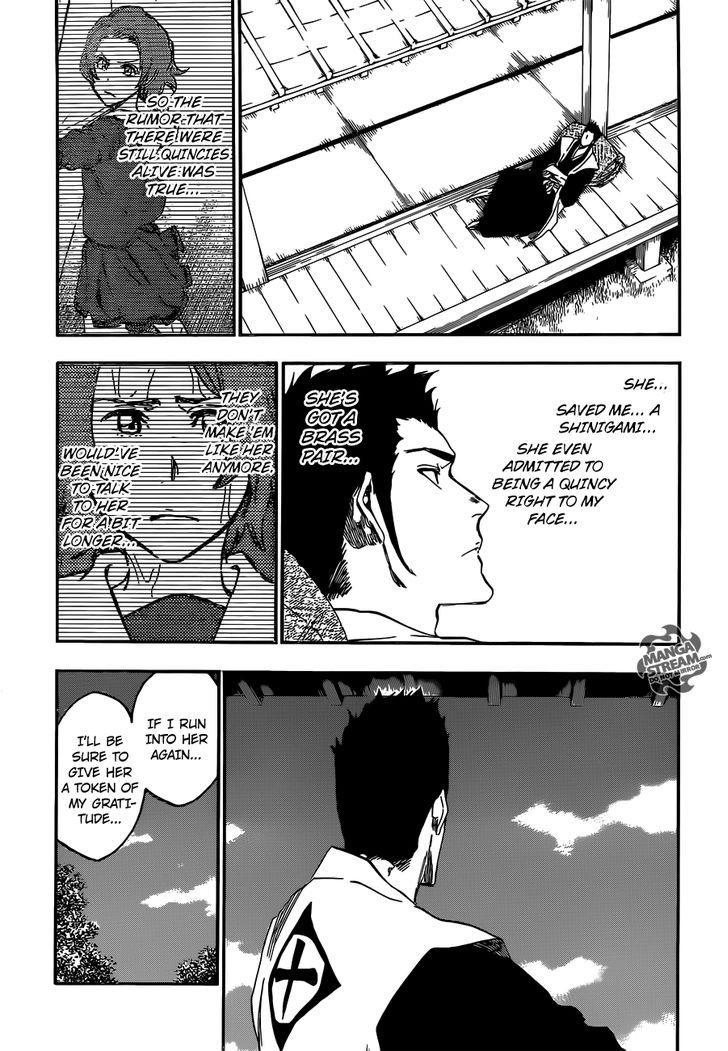 SO THE
RUMOR THAT
THERE WERE
STILL QUINCIES
ALIVE WAS
TRUE...
SHE...
SAVED ME... A
SHINIGAMI...
SHE EVEN
ADMITTED TO
BEING A QUINCY
RIGHT TO MY
FACE...
SHE'S
GOT A
BRASS
PAIR...
THEY
DON'T
MAKE 'EM
LIKE HER
ANYMORE.
WOULD'VE
BEEN NICE
TO TALK
TO HER
FOR A BIT
LONGER...
MANGA
STREAM.com
IF I RUN
INTO HER
AGAIN...
I'LL BE
SURE TO
GIVE HER
A TOKEN OF
MY GRATI-
TUDE...
十